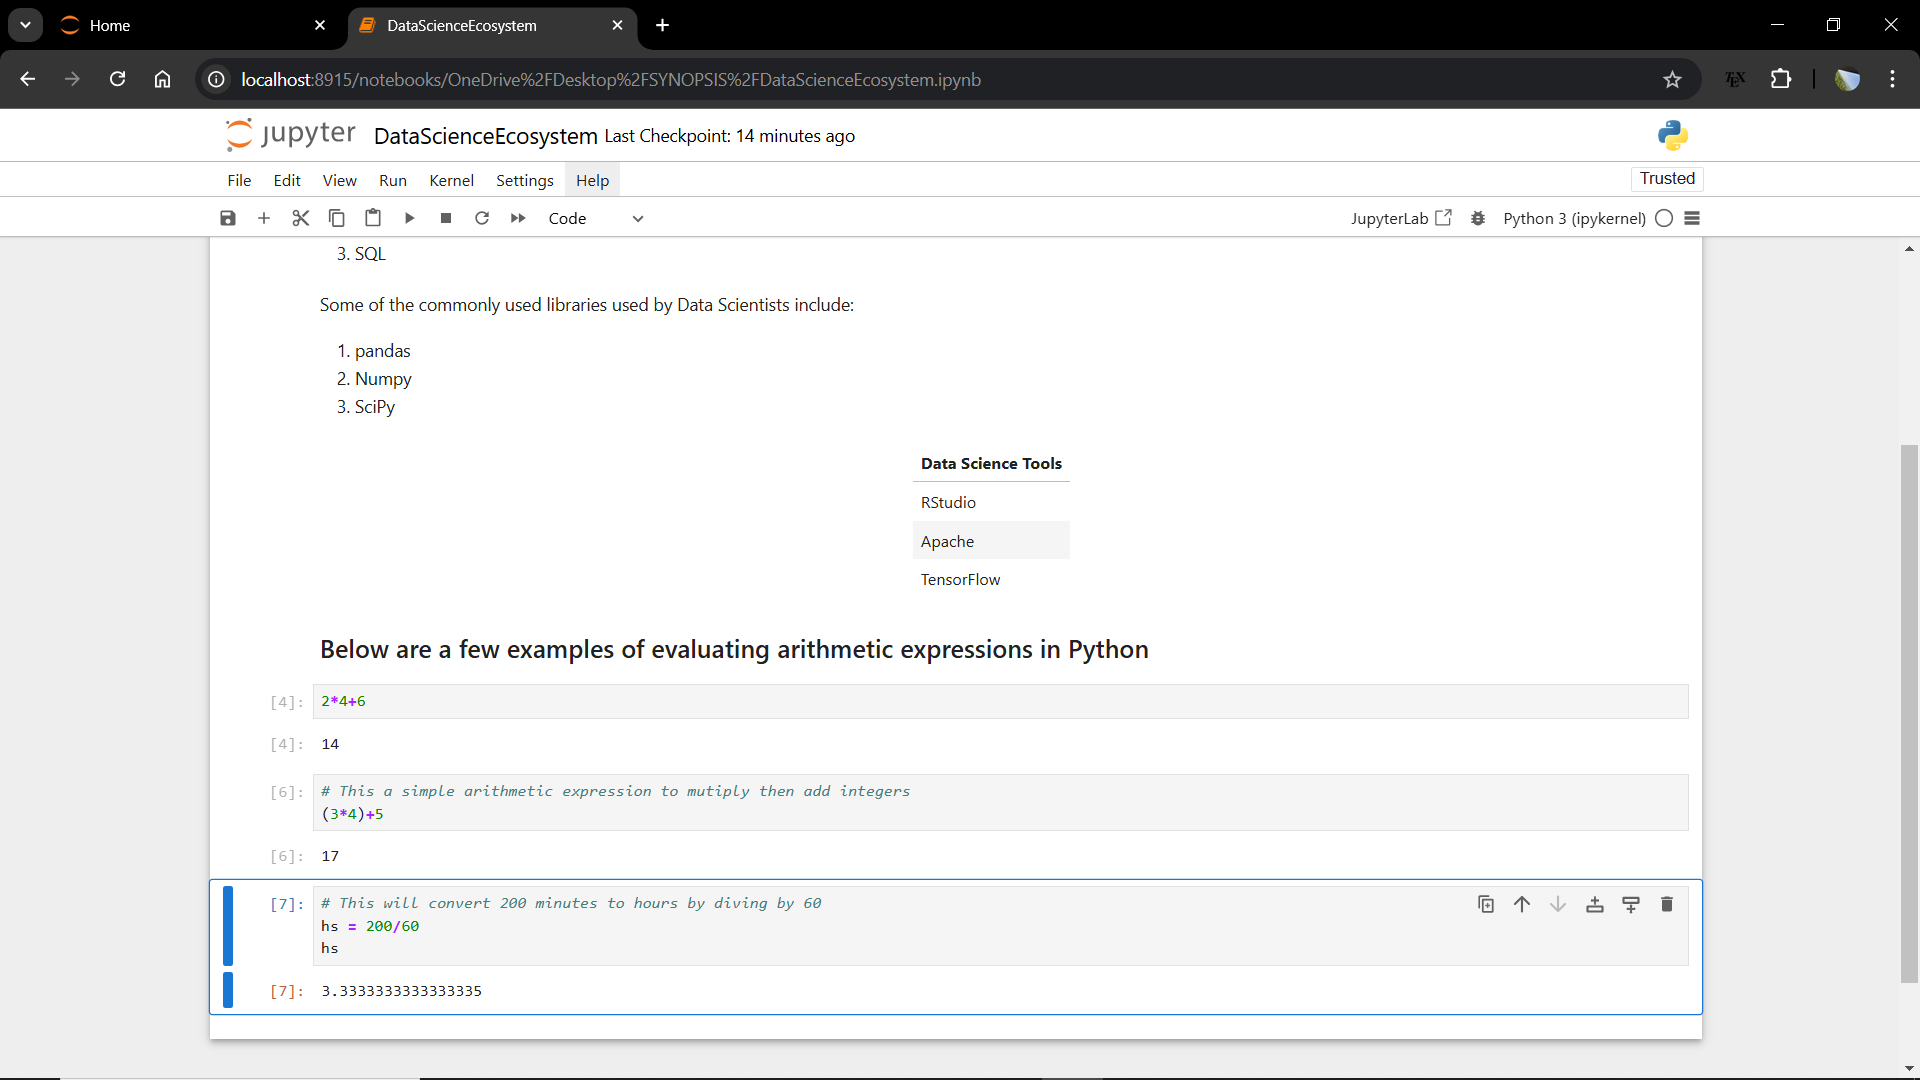 Home
DataScienceEcosystem
localhost:8915/notebooks/OneDrive%2FDesktop%2FSYNOPSIS%2FDataScienceEcosystem.ipynb
TEX
jupyter DataScienceEcosystem Last Checkpoint: 14 minutes ago
File Edit View Run Kernel Settings Help Trusted
Code JupyterLab Python 3 (ipykernel)
3. SQL
Some of the commonly used libraries used by Data Scientists include:
1. pandas
2. Numpy
3. SciPy
Data Science Tools
RStudio
Apache
TensorFlow
Below are a few examples of evaluating arithmetic expressions in Python
[4]: 2*4+6
[4]: 14
[6]: # This a simple arithmetic expression to mutiply then add integers
(3*4)+5
[6]: 17
[7]: # This will convert 200 minutes to hours by diving by 60
hs = 200/60
hs
[7]: 3.3333333333333335